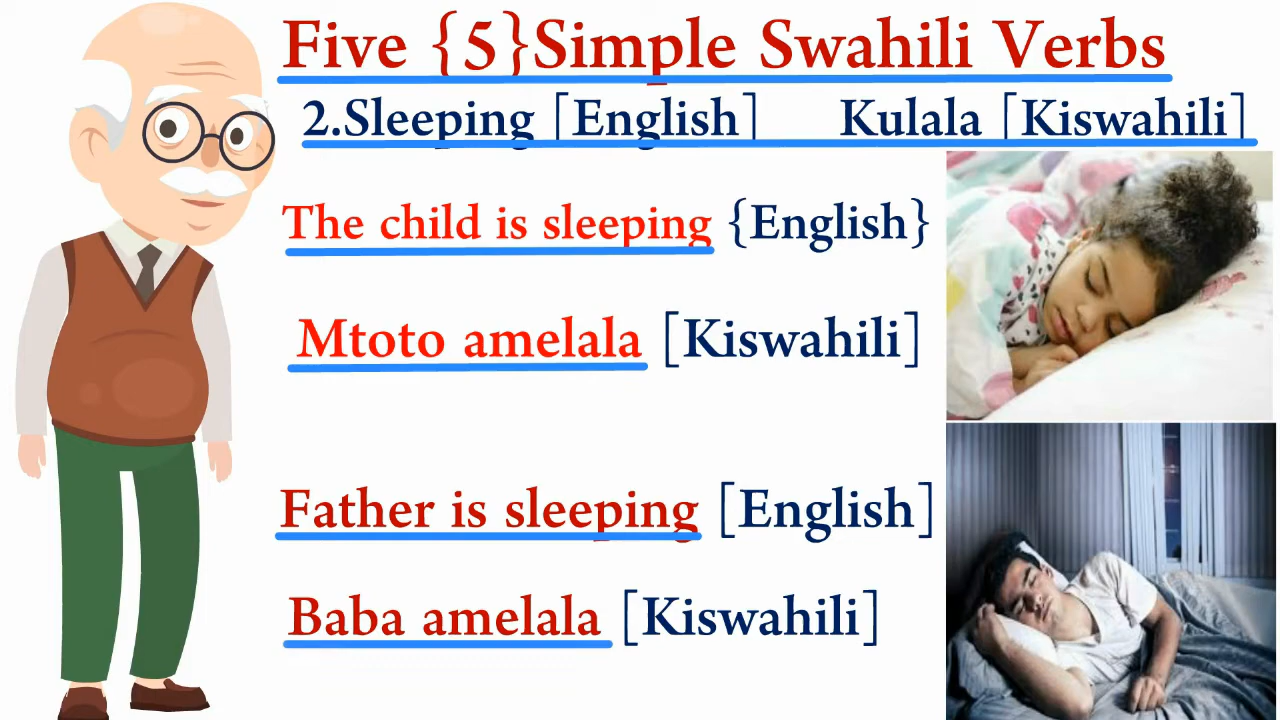 Five {5}Simple Swahili Verbs
2.Sleeping [English] Kulala [Kiswahili]
The child is sleeping {English}
Mtoto amelala [Kiswahili]
Father is sleeping [English]
Baba amelala [Kiswahili]